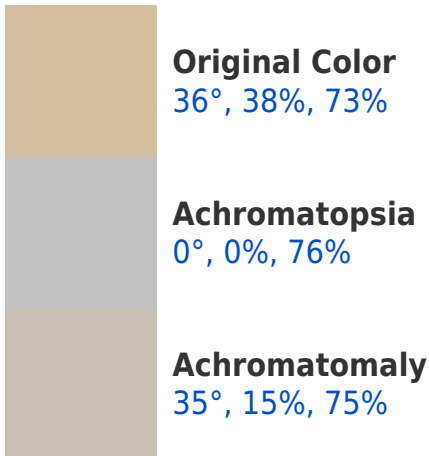 Original Color
36°, 38%, 73%
Achromatopsia
0°, 0%, 76%
Achromatomaly
35°, 15%, 75%